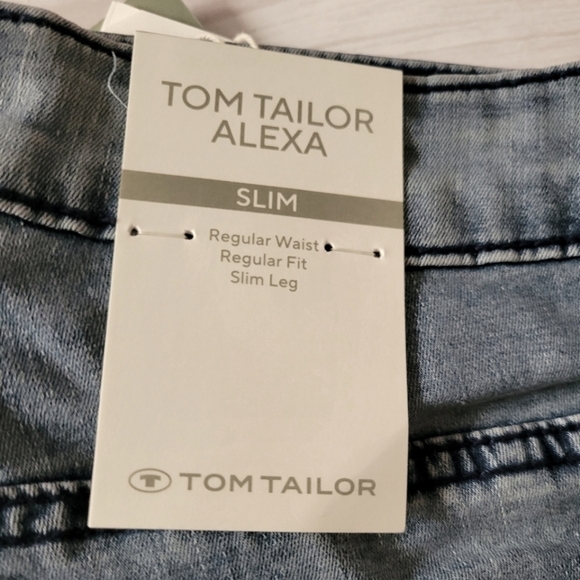 TOM TAILOR
ALEXA
SLIM
Regular Waist
Regular Fit
Slim Leg
TOM TAILOR